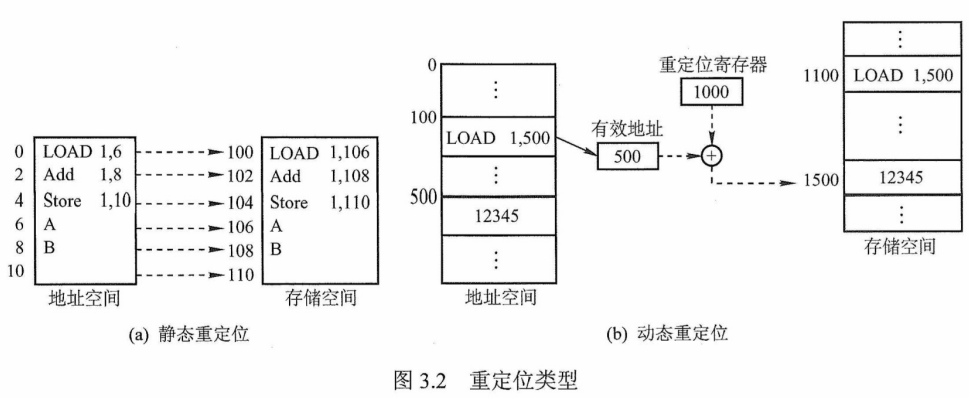 0 LOAD 1,6 100 LOAD 1,106
2 Add 1,8 102 Add 1,108
4 Store 1,10 104 Store 1,110
6 A 106 A
8 B 108 B
10 110
地址空间 存储空间
(a) 静态重定位
0
⋮
100
LOAD 1,500
⋮
500
12345
⋮
地址空间
重定位寄存器
1000
有效地址
500
+
⋮
1100 LOAD 1,500
⋮
1500 12345
⋮
存储空间
(b) 动态重定位
图 3.2 重定位类型